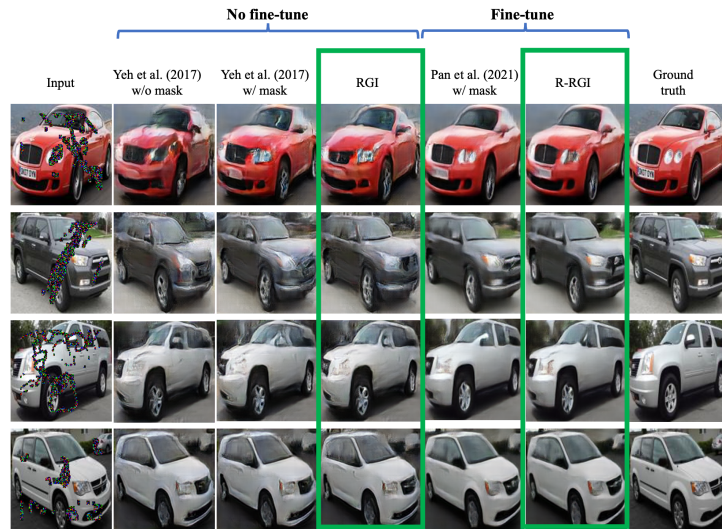 No fine-tune
Fine-tune
Input
Yeh et al. (2017)
w/o mask
Yeh et al. (2017)
w/ mask
RGI
Pan et al. (2021)
w/ mask
R-RGI
Ground
truth